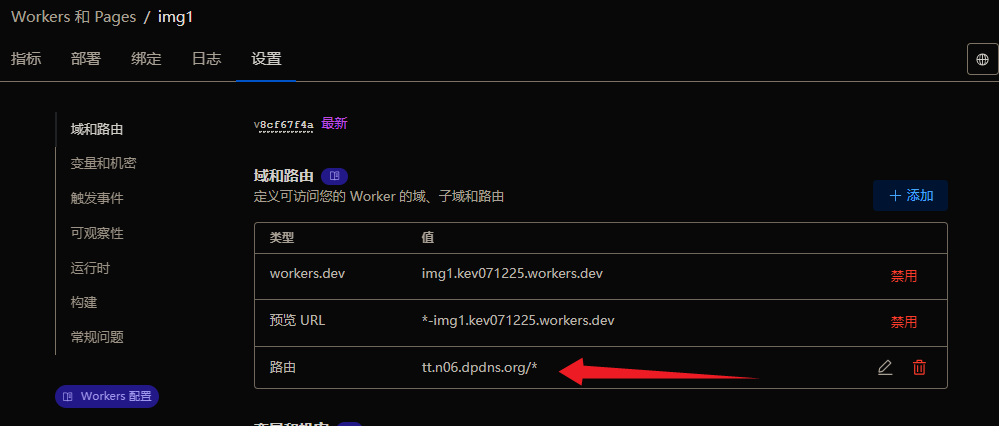 Workers 和 Pages / img1
指标 部署 绑定 日志 设置
域和路由
变量和机密
触发事件
可观察性
运行时
构建
常规问题
Workers 配置
v8cf67f4a 最新
域和路由
定义可访问您的 Worker 的域、子域和路由
+ 添加
类型 值
workers.dev img1.kev071225.workers.dev 禁用
预览 URL *-img1.kev071225.workers.dev 禁用
路由 tt.n06.dpdns.org/*